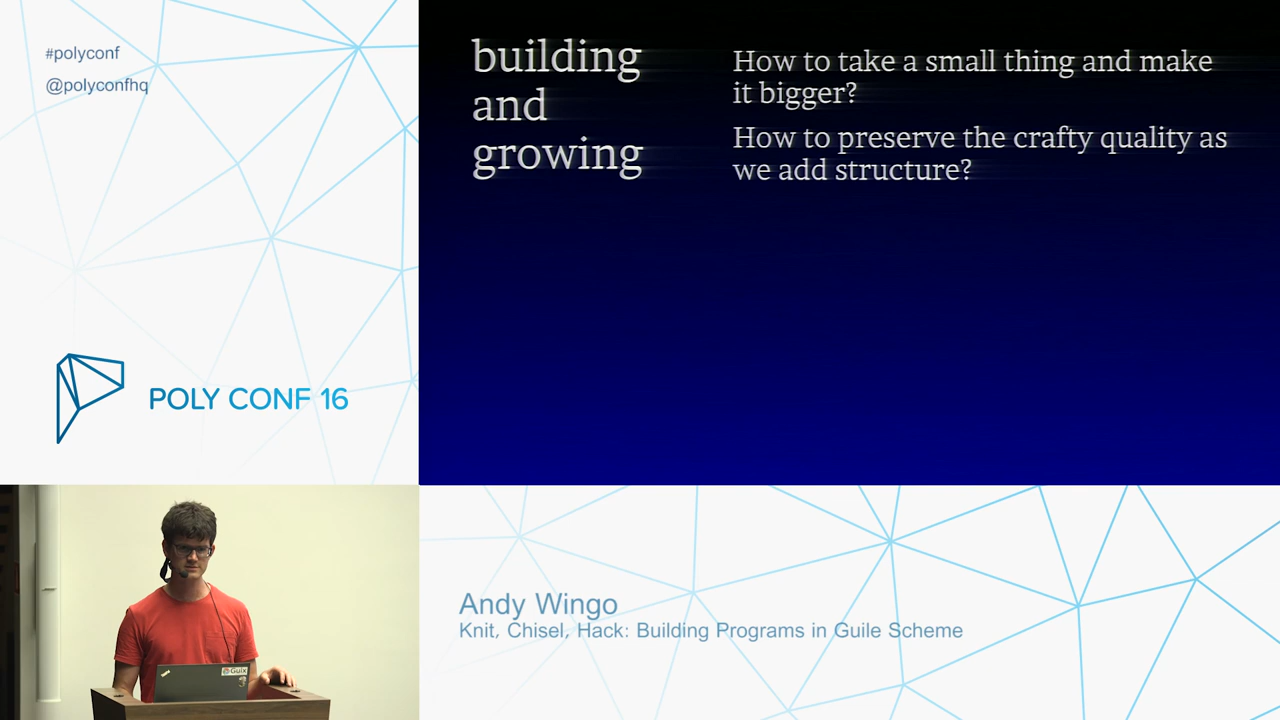 #polyconf
@polyconfhq
POLY CONF 16
building
and
growing
How to take a small thing and make
it bigger?
How to preserve the crafty quality as
we add structure?
Guix
Andy Wingo
Knit, Chisel, Hack: Building Programs in Guile Scheme